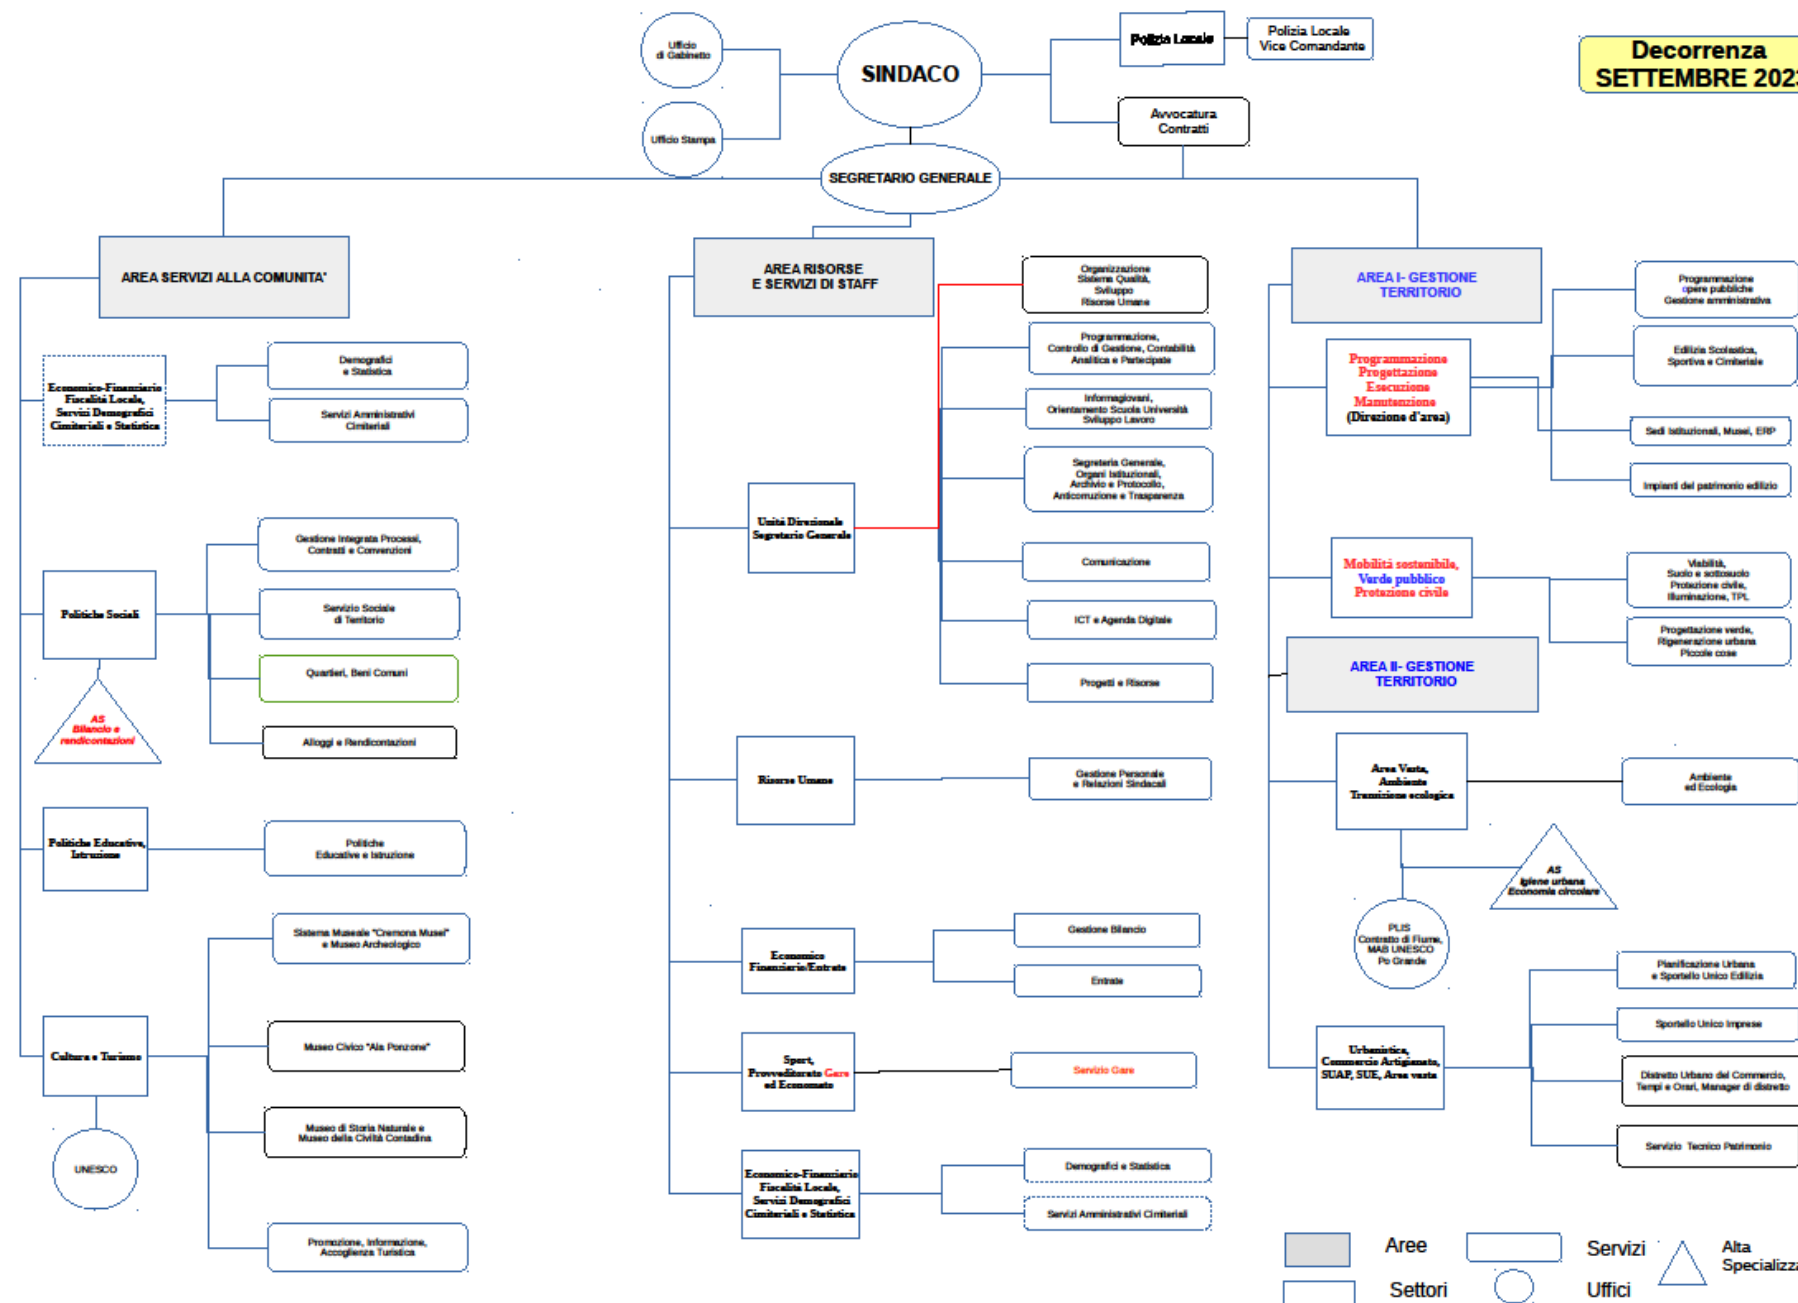 Ufficio
di Gabinetto
SINDACO
Polizia Locale
Polizia Locale
Vice Comandante
Decorrenza
SETTEMBRE 2023
Ufficio Stampa
Avvocatura
Contratti
SEGRETARIO GENERALE
AREA SERVIZI ALLA COMUNITA'
Economico-Finanziario
Fiscalità Locale,
Servizi Demografici
Cimiteriali e Statistica
Demografici
e Statistica
Servizi Amministrativi
Cimiteriali
Politiche Sociali
Gestione Integrata Processi,
Contratti e Convenzioni
Servizio Sociale
di Territorio
Quartieri, Beni Comuni
Alloggi e Rendicontazioni
AS
Bilancio e
rendicontazioni
Politiche Educative,
Istruzione
Politiche
Educative e Istruzione
Cultura e Turismo
Sistema Museale "Cremona Musei"
e Museo Archeologico
Museo Civico "Ala Ponzone"
Museo di Storia Naturale e
Museo della Civiltà Contadina
Promozione, Informazione,
Accoglienza Turistica
UNESCO
AREA RISORSE
E SERVIZI DI STAFF
Unità Direzionale
Segretario Generale
Organizzazione
Sistema Qualità,
Sviluppo
Risorse Umane
Programmazione,
Controllo di Gestione, Contabilità
Analitica e Partecipate
Informagiovani,
Orientamento Scuola Università
Sviluppo Lavoro
Segreteria Generale,
Organi Istituzionali,
Archivio e Protocollo,
Anticorruzione e Trasparenza
Comunicazione
ICT e Agenda Digitale
Progetti e Risorse
Risorse Umane
Gestione Personale
e Relazioni Sindacali
Economico
Finanziario/Entrate
Gestione Bilancio
Entrate
Sport,
Provveditorato Gare
ed Economato
Servizio Gare
Economico-Finanziario
Fiscalità Locale,
Servizi Demografici
Cimiteriali e Statistica
Demografici e Statistica
Servizi Amministrativi Cimiteriali
AREA I- GESTIONE
TERRITORIO
Programmazione
Progettazione
Esecuzione
Manutenzione
(Direzione d'area)
Programmazione
opere pubbliche
Gestione amministrativa
Edilizia Scolastica,
Sportiva e Cimiteriale
Sedi Istituzionali, Musei, ERP
Impianti del patrimonio edilizio
Mobilità sostenibile,
Verde pubblico
Protezione civile
Viabilità,
Suolo e sottosuolo
Protezione civile,
Illuminazione, TPL
Progettazione verde,
Rigenerazione urbana
Piccole cose
AREA II- GESTIONE
TERRITORIO
Area Vasta,
Ambiente
Transizione ecologica
Ambiente
ed Ecologia
AS
Igiene urbana
Economia circolare
PLIS
Contratto di Fiume,
MAB UNESCO
Po Grande
Urbanistica,
Commercio Artigianato,
SUAP, SUE, Area vasta
Pianificazione Urbana
e Sportello Unico Edilizia
Sportello Unico Imprese
Distretto Urbano del Commercio,
Tempi e Orari, Manager di distretto
Servizio Tecnico Patrimonio
Aree
Servizi
Alta
Specializza
Settori
Uffici